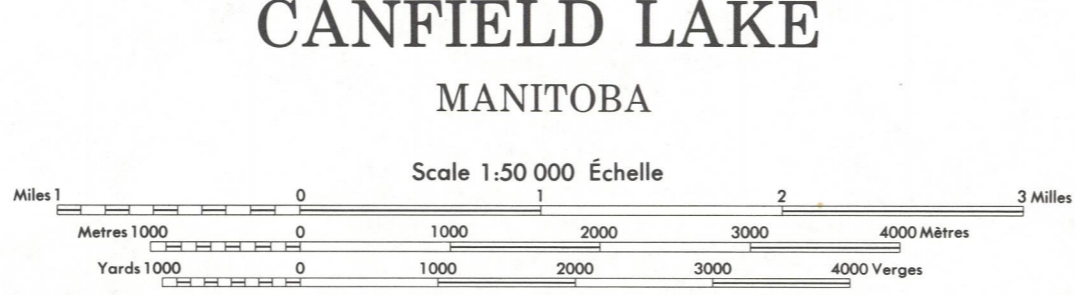 CANFIELD LAKE
MANITOBA
Scale 1:50 000 Échelle
Miles 1 0 1 2 3 Milles
Metres 1000 0 1000 2000 3000 4000 Mètres
Yards 1000 0 1000 2000 3000 4000 Verges